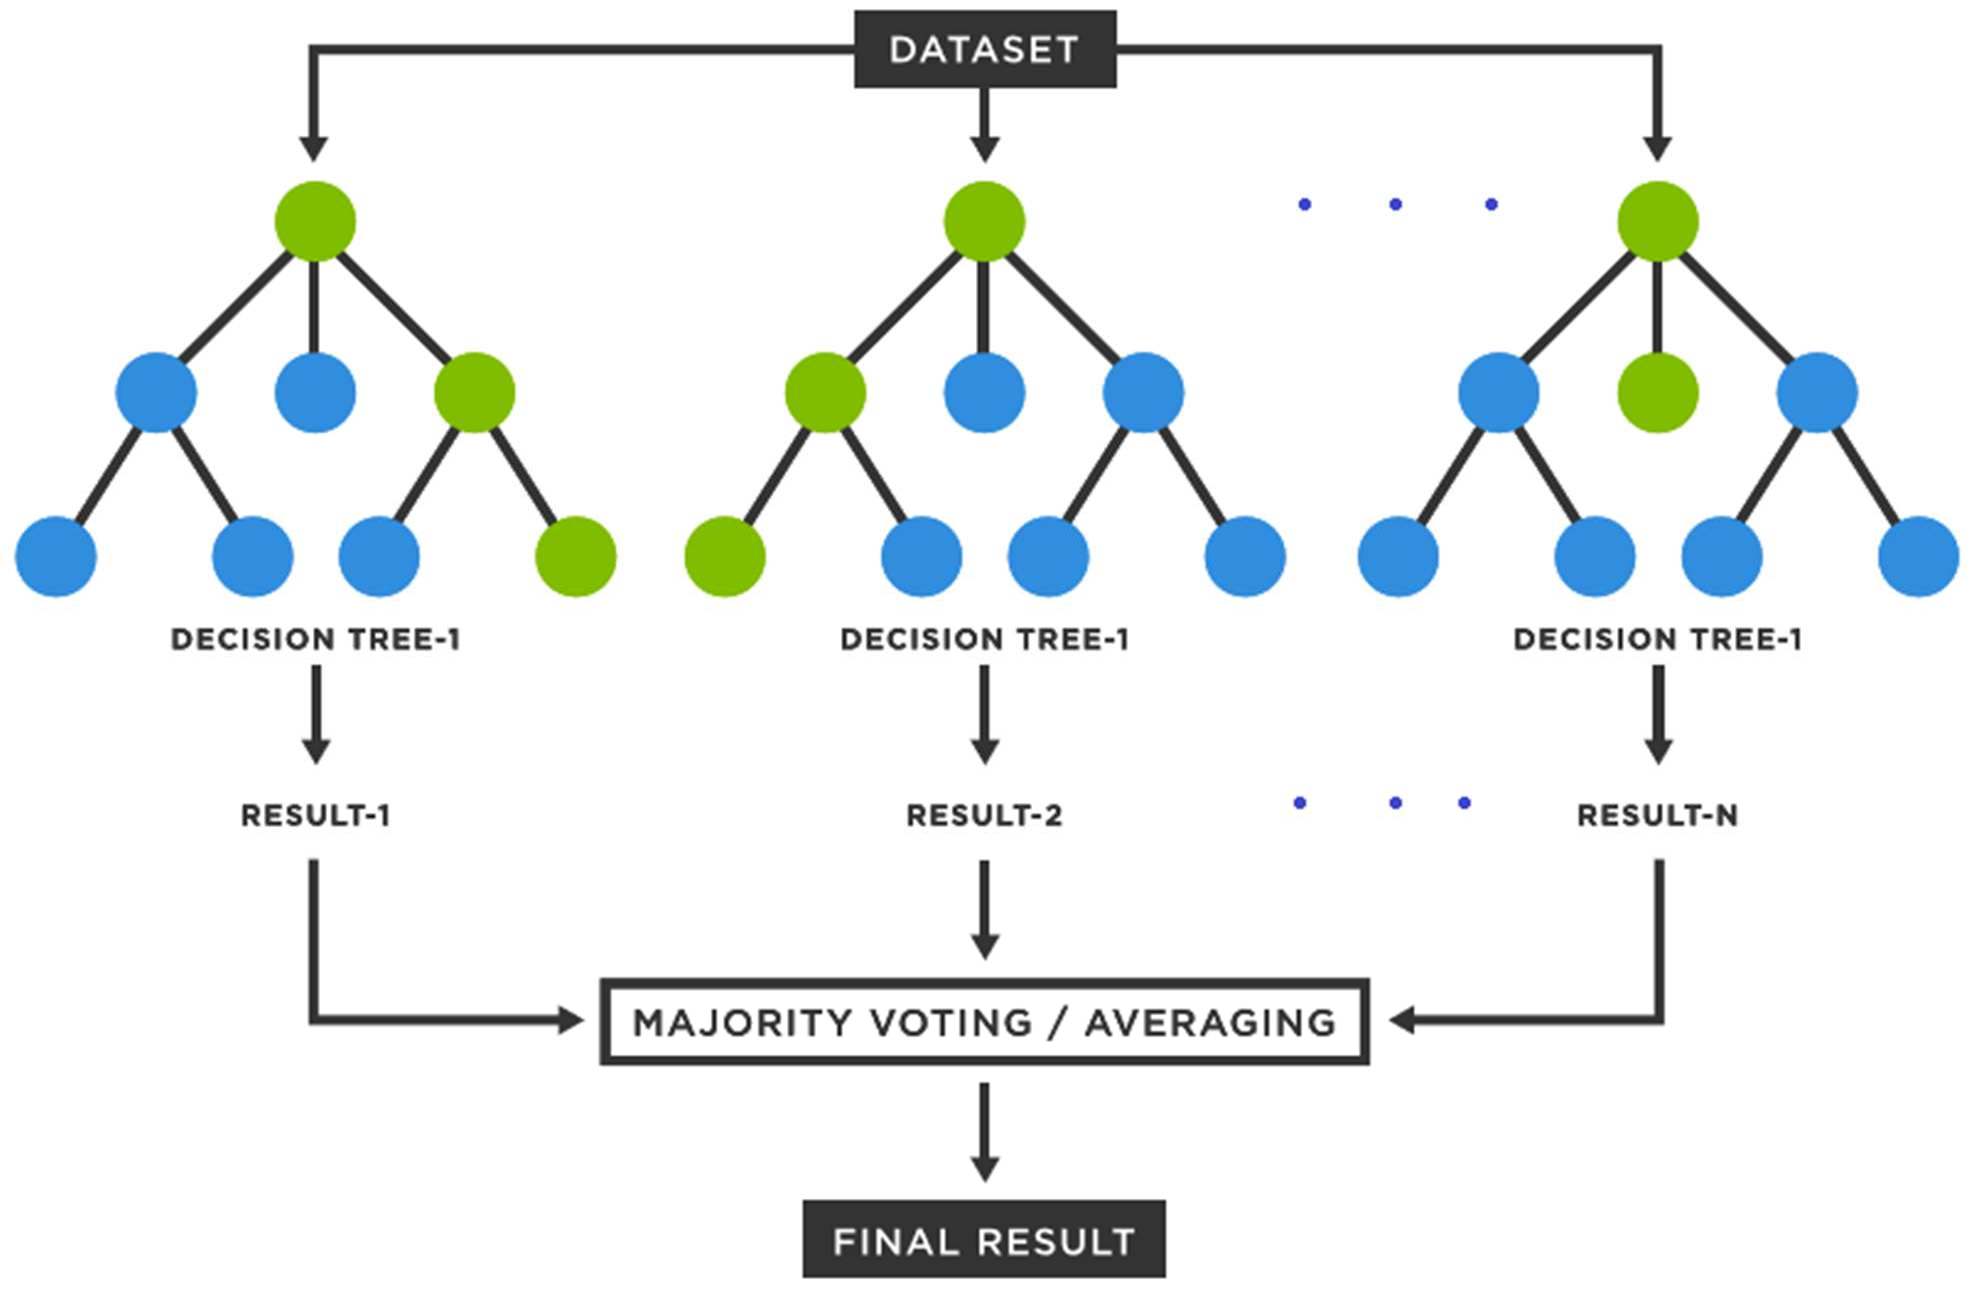 DATASET
DECISION TREE-1
DECISION TREE-1
DECISION TREE-1
RESULT-1
RESULT-2
RESULT-N
MAJORITY VOTING / AVERAGING
FINAL RESULT